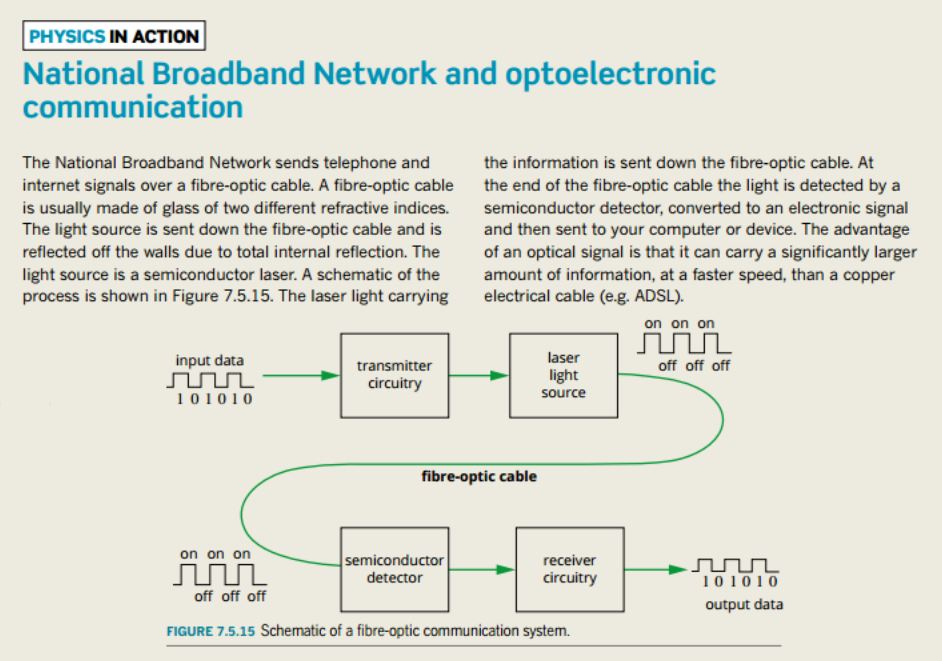 PHYSICS IN ACTION
National Broadband Network and optoelectronic
communication
The National Broadband Network sends telephone and
internet signals over a fibre-optic cable. A fibre-optic cable
is usually made of glass of two different refractive indices.
The light source is sent down the fibre-optic cable and is
reflected off the walls due to total internal reflection. The
light source is a semiconductor laser. A schematic of the
process is shown in Figure 7.5.15. The laser light carrying
the information is sent down the fibre-optic cable. At
the end of the fibre-optic cable the light is detected by a
semiconductor detector, converted to an electronic signal
and then sent to your computer or device. The advantage
of an optical signal is that it can carry a significantly larger
amount of information, at a faster speed, than a copper
electrical cable (e.g. ADSL).
input data
1 0 1 0 1 0
transmitter
circuitry
laser
light
source
on on on
off off off
fibre-optic cable
on on on
off off off
semiconductor
detector
receiver
circuitry
1 0 1 0 1 0
output data
FIGURE 7.5.15 Schematic of a fibre-optic communication system.